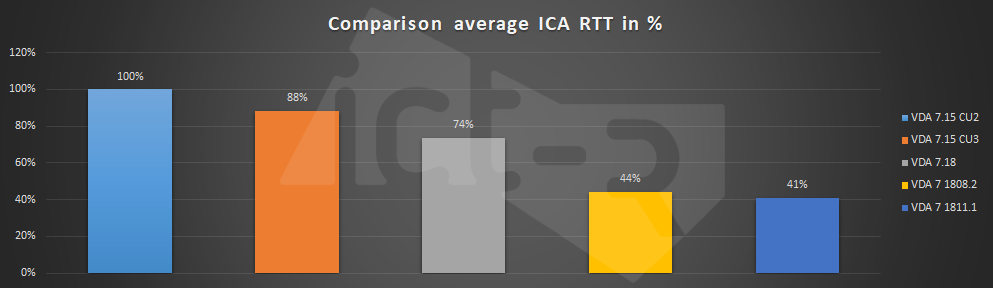 Comparison average ICA RTT in %
120%
100%
80%
60%
40%
20%
0%
100%
88%
74%
44%
41%
VDA 7.15 CU2
VDA 7.15 CU3
VDA 7.18
VDA 7 1808.2
VDA 7 1811.1
ict-r